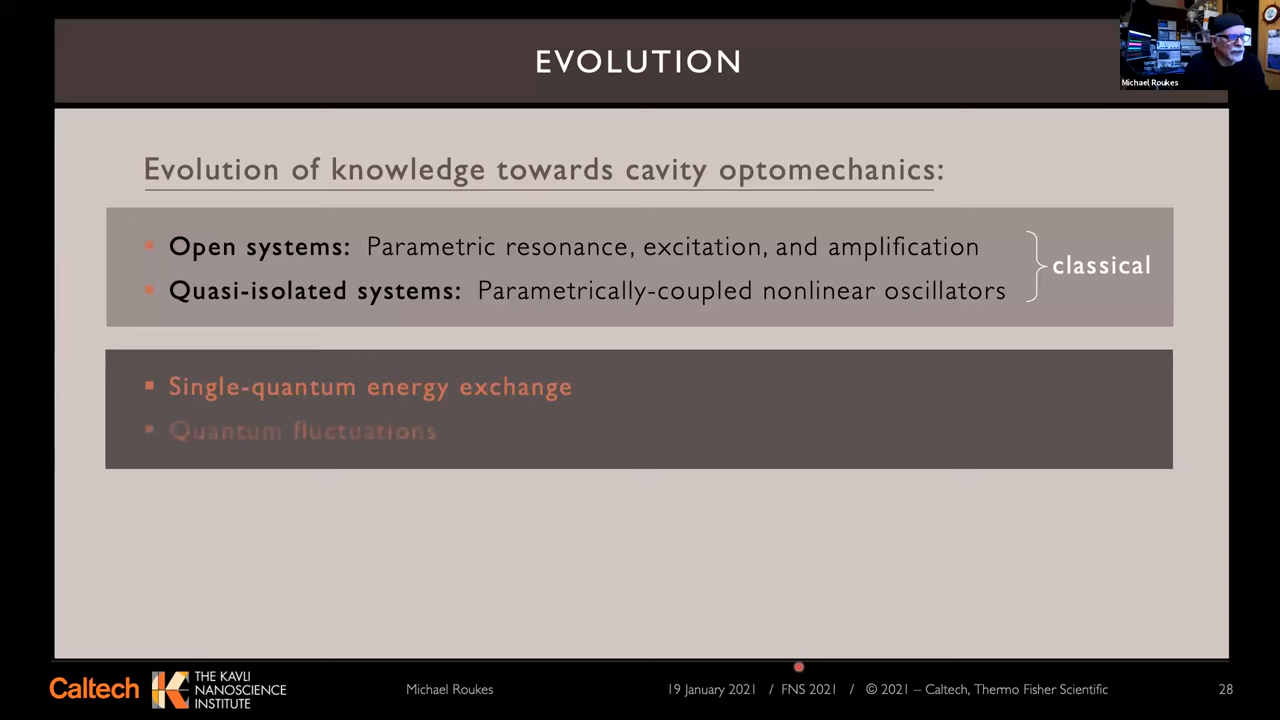 EVOLUTION
Michael Roukes
Evolution of knowledge towards cavity optomechanics:
▪ Open systems: Parametric resonance, excitation, and amplification
▪ Quasi-isolated systems: Parametrically-coupled nonlinear oscillators
classical
▪ Single-quantum energy exchange
▪ Quantum fluctuations
Caltech
THE KAVLI
NANOSCIENCE
INSTITUTE
Michael Roukes
19 January 2021 / FNS 2021 / © 2021 – Caltech, Thermo Fisher Scientific
28